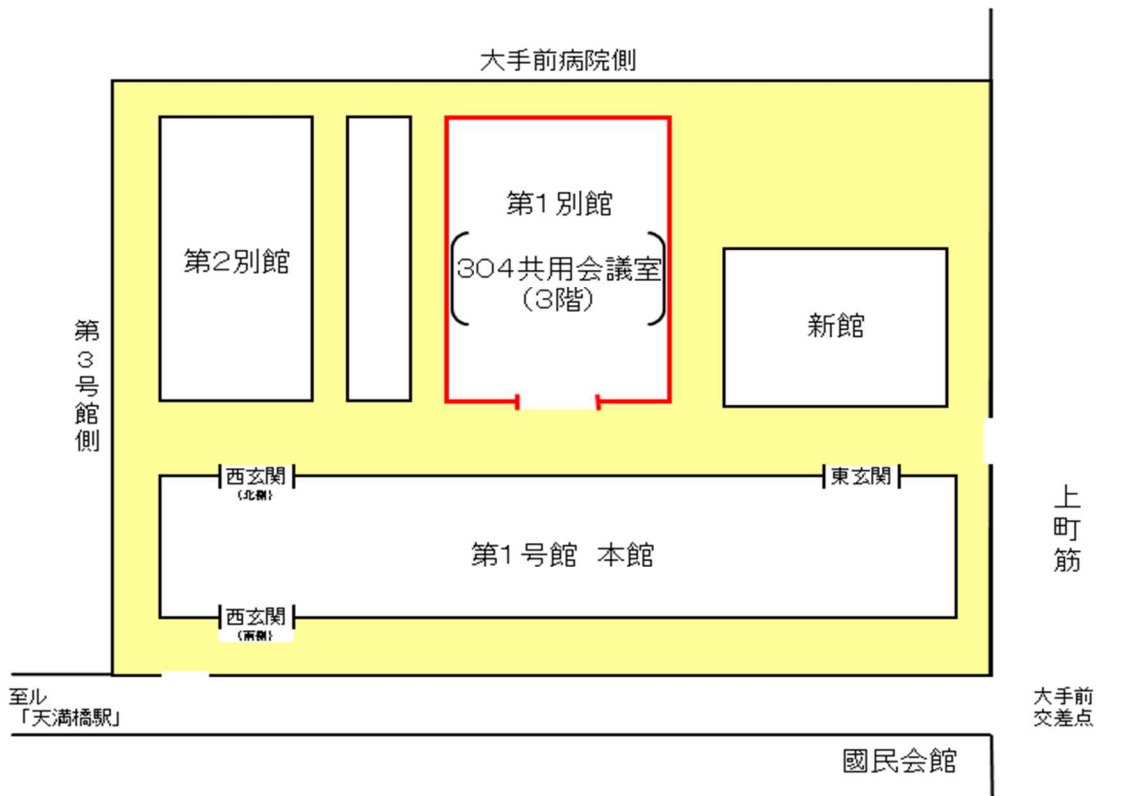 大手前病院側
第1別館
304共用会議室
(3階)
第2別館
新館
第3号館側
西玄関
(北側)
東玄関
第1号館 本館
上町筋
西玄関
(南側)
至ル
「天満橋駅」
大手前
交差点
國民会館